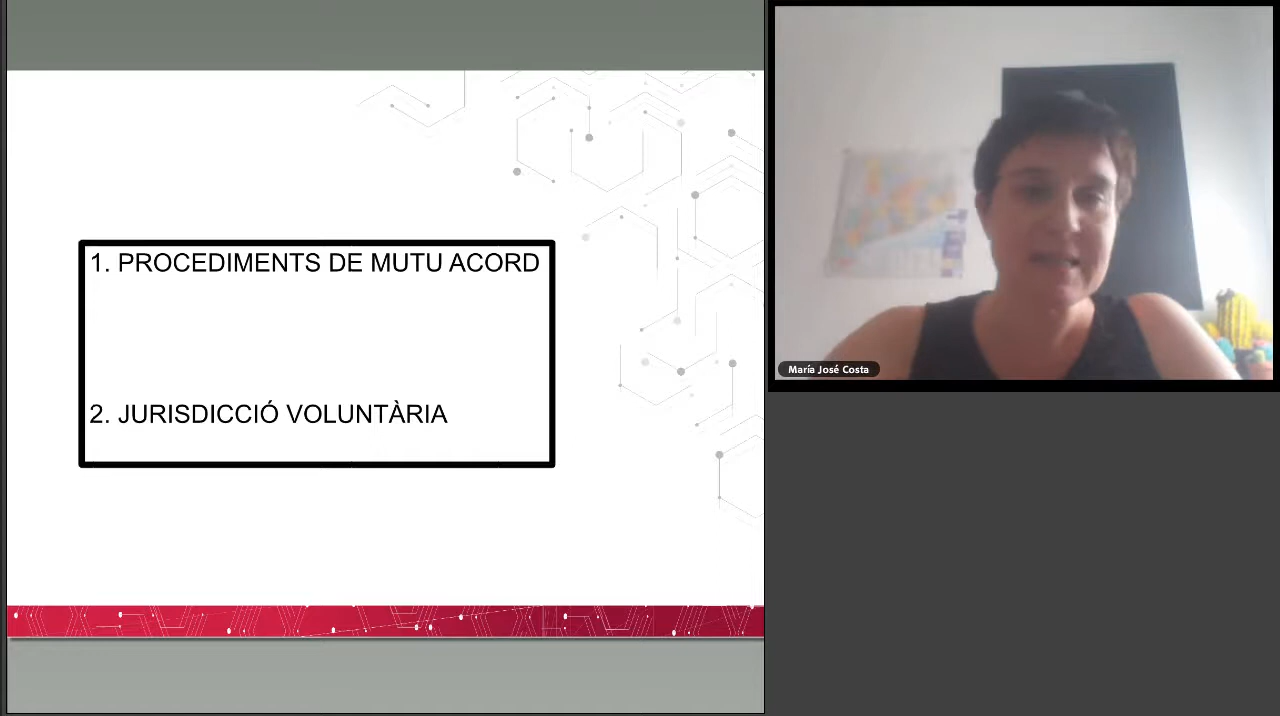 1. PROCEDIMENTS DE MUTU ACORD
2. JURISDICCIÓ VOLUNTÀRIA
María José Costa